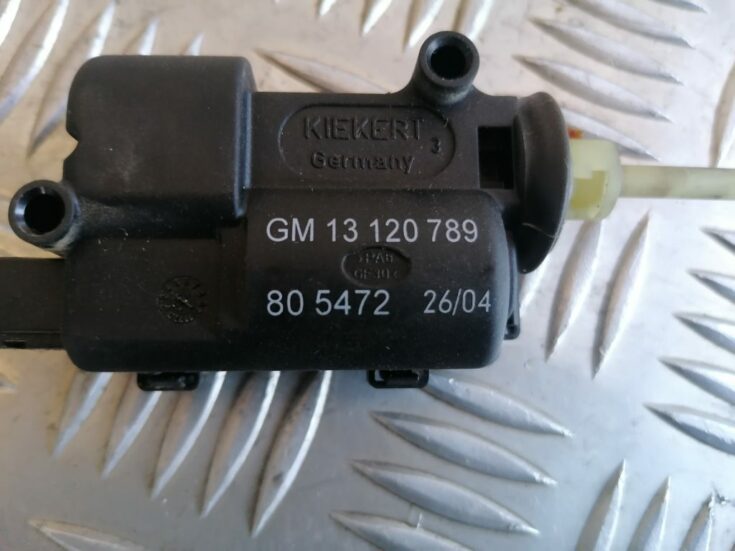 KIEKERT
3
Germany
GM 13 120 789
80 5472 26/04